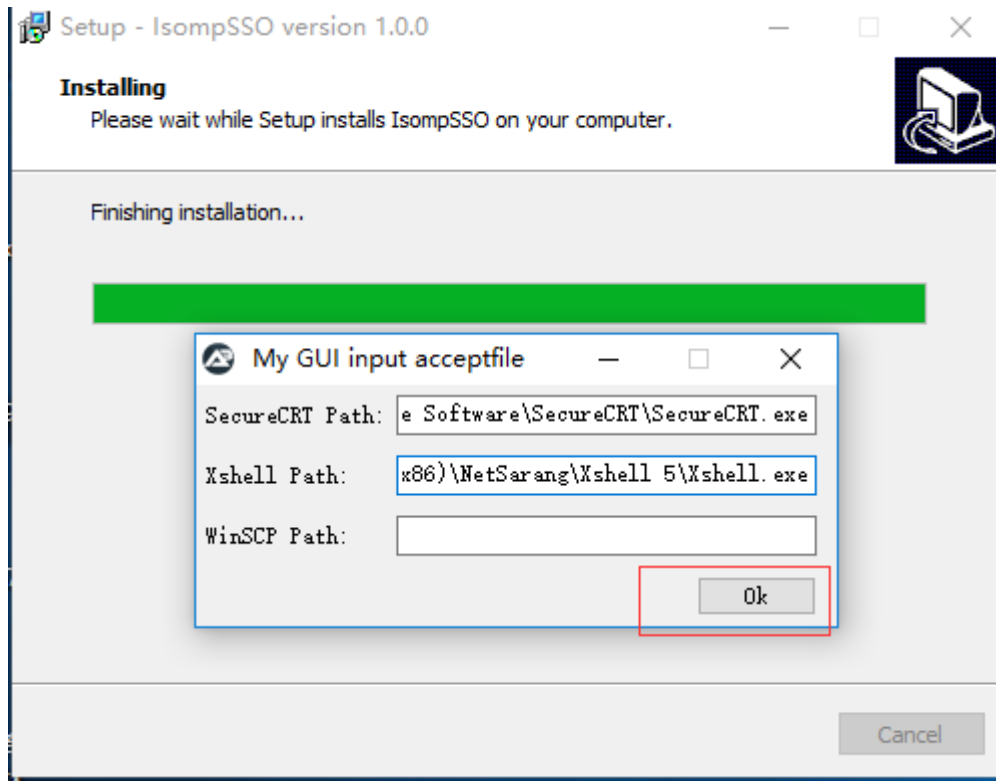 Setup - IsompSSO version 1.0.0
Installing
Please wait while Setup installs IsompSSO on your computer.
Finishing installation...
My GUI input acceptfile
SecureCRT Path: e Software\SecureCRT\SecureCRT.exe
Xshell Path: x86)\NetSarang\Xshell 5\Xshell.exe
WinSCP Path:
Ok
Cancel